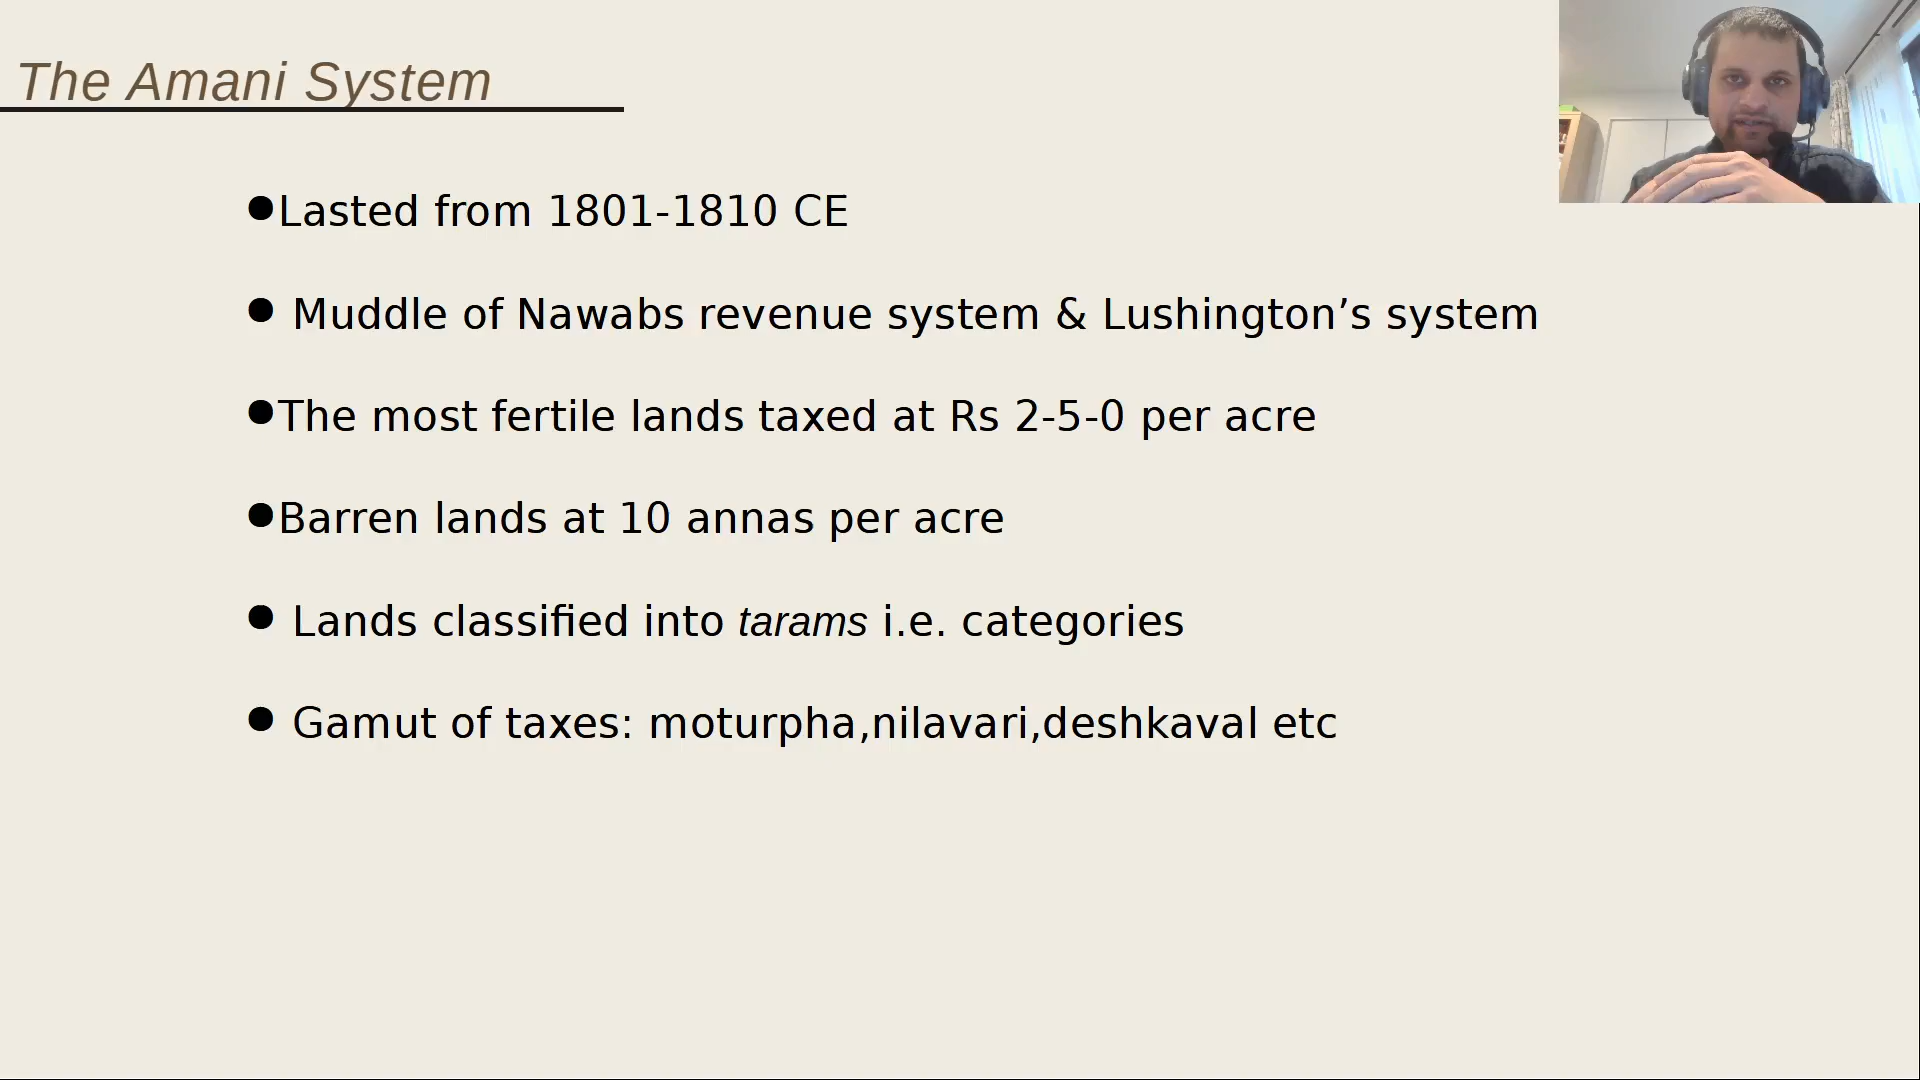 The Amani System
●Lasted from 1801-1810 CE
● Muddle of Nawabs revenue system & Lushington’s system
●The most fertile lands taxed at Rs 2-5-0 per acre
●Barren lands at 10 annas per acre
● Lands classified into tarams i.e. categories
● Gamut of taxes: moturpha,nilavari,deshkaval etc